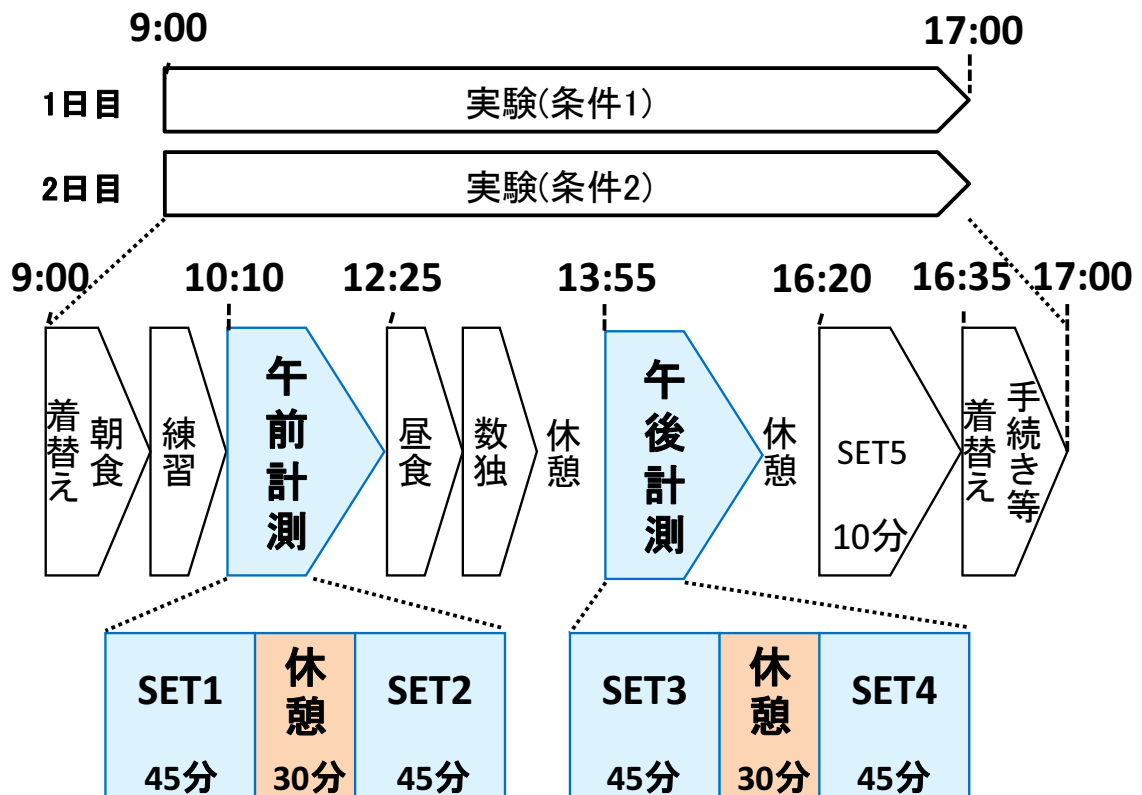 9:00
17:00
1日目
実験(条件1)
2日目
実験(条件2)
9:00
10:10
12:25
13:55
16:20
16:35
17:00
着替え
朝食
練習
午前計測
昼食
数独
休憩
午後計測
休憩
SET5
10分
着替え
手続き等
SET1
45分
休憩
30分
SET2
45分
SET3
45分
休憩
30分
SET4
45分